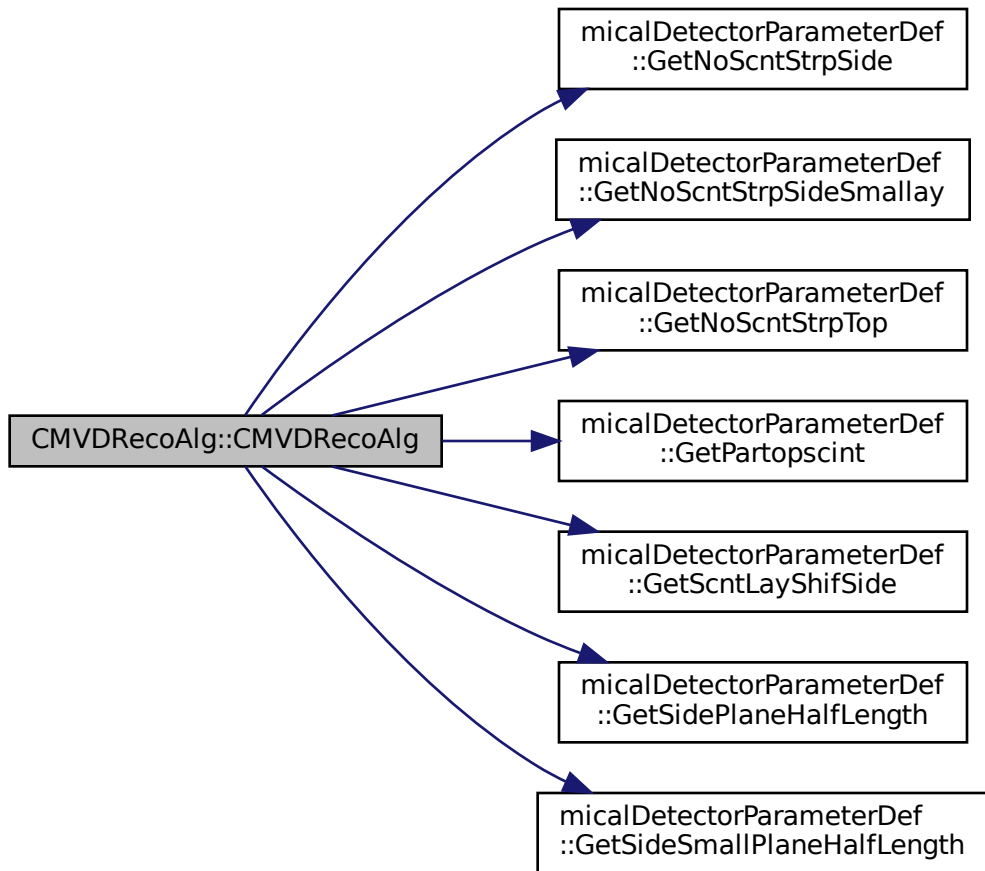 micalDetectorParameterDef
::GetNoScntStrpSide
micalDetectorParameterDef
::GetNoScntStrpSideSmallay
micalDetectorParameterDef
::GetNoScntStrpTop
CMVDRecoAlg::CMVDRecoAlg
micalDetectorParameterDef
::GetPartopscint
micalDetectorParameterDef
::GetScntLayShifSide
micalDetectorParameterDef
::GetSidePlaneHalfLength
micalDetectorParameterDef
::GetSideSmallPlaneHalfLength